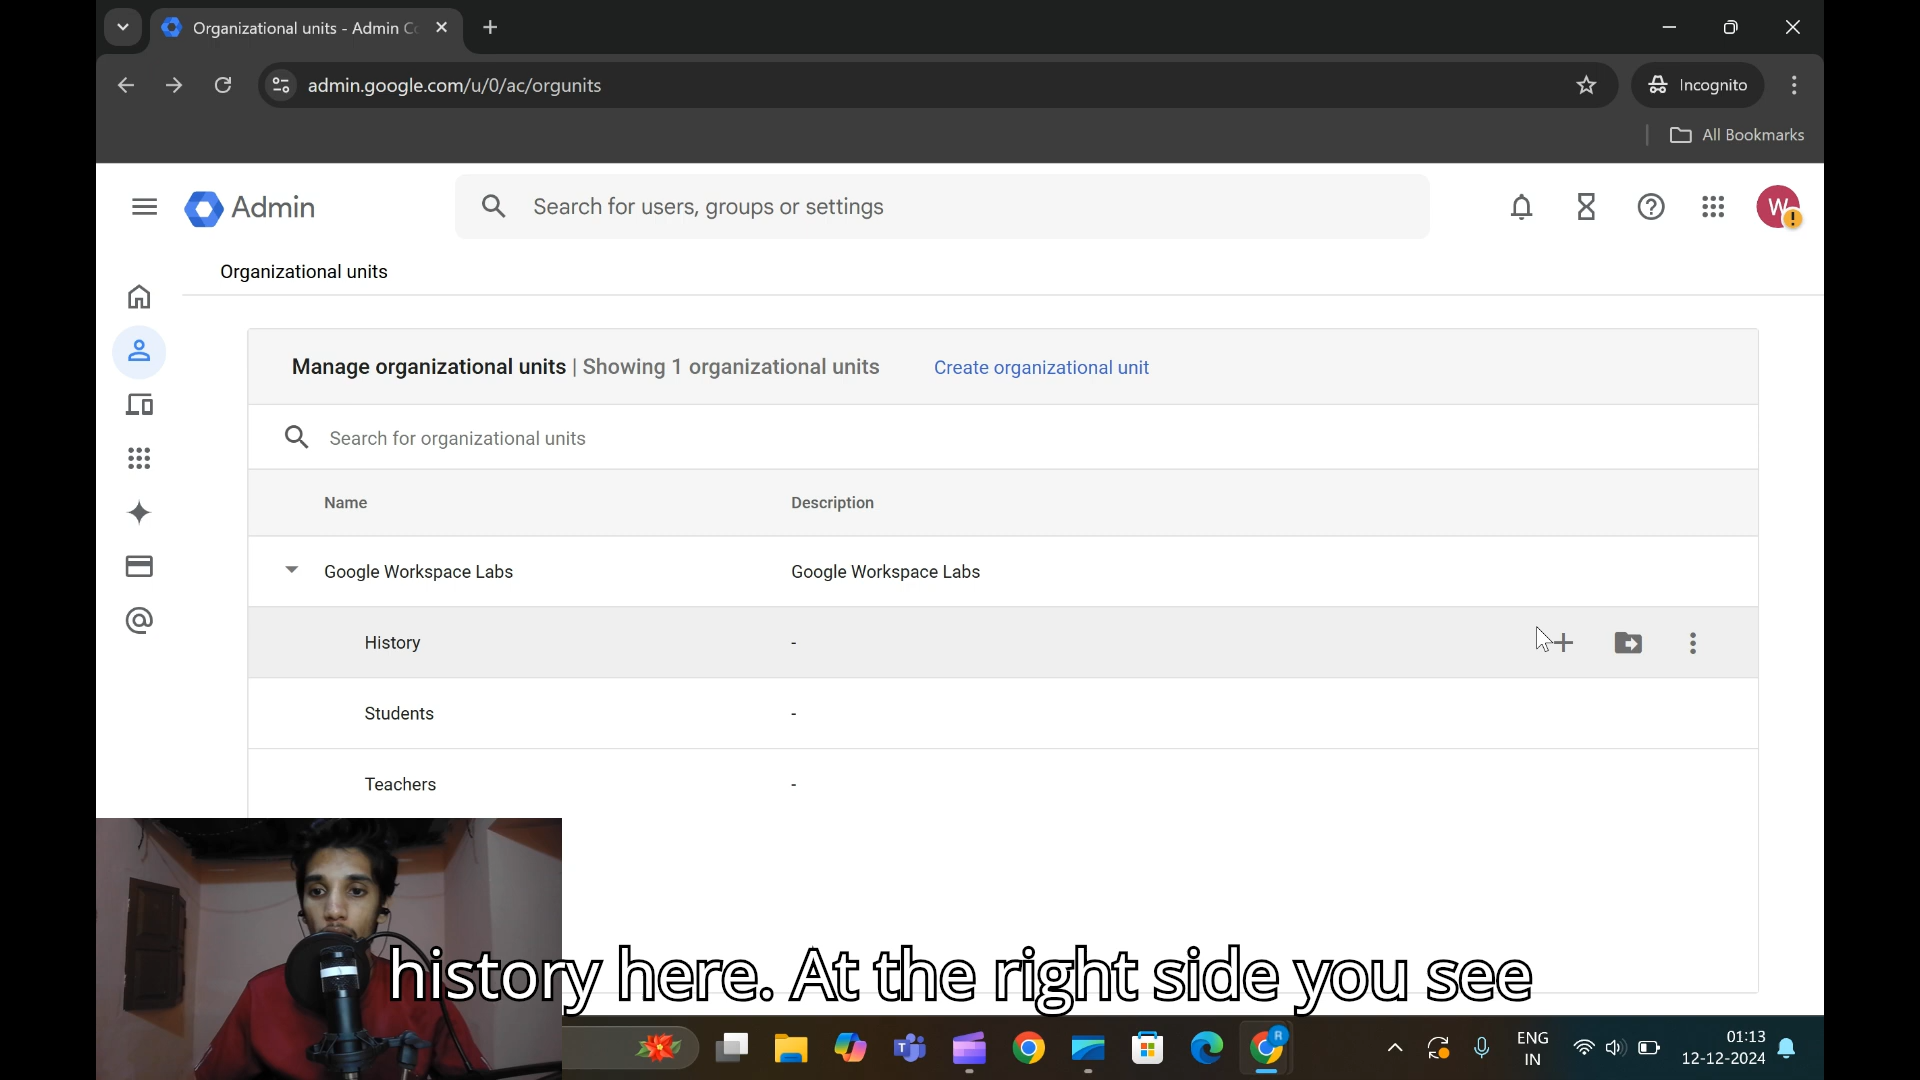 Organizational units - Admin Co
admin.google.com/u/0/ac/orgunits
Incognito
All Bookmarks
Admin
Search for users, groups or settings
W
Organizational units
Manage organizational units | Showing 1 organizational units
Create organizational unit
Search for organizational units
Name
Description
Google Workspace Labs
Google Workspace Labs
History
-
Students
-
Teachers
-
history here. At the right side you see
R
ENG
IN
01:13
12-12-2024